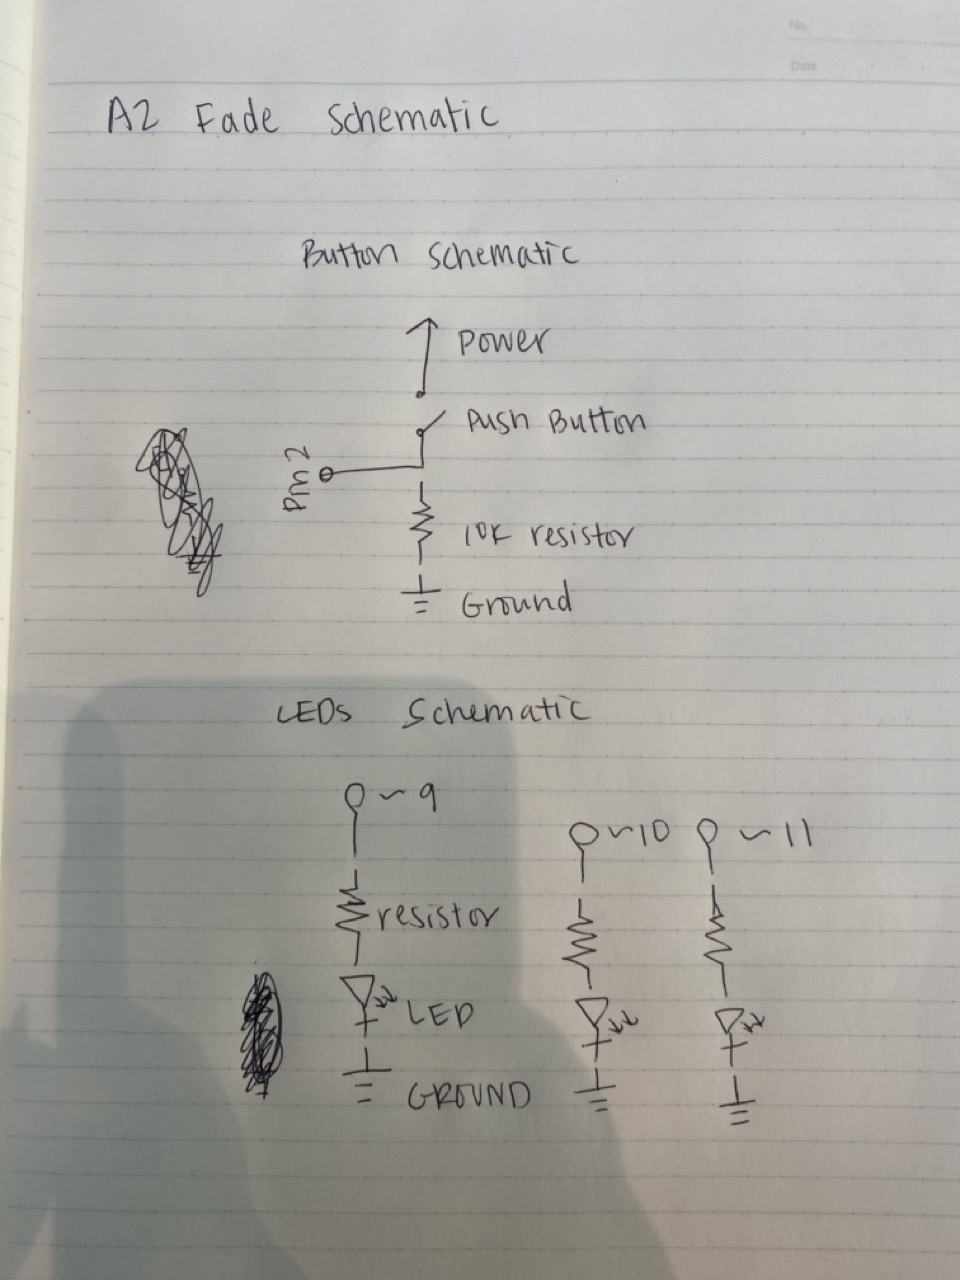 No.
Date
A2 Fade Schematic
Button Schematic
Power
Push Button
Pin 2
10K resistor
Ground
LEDs Schematic
~9
~10
~11
resistor
LED
GROUND